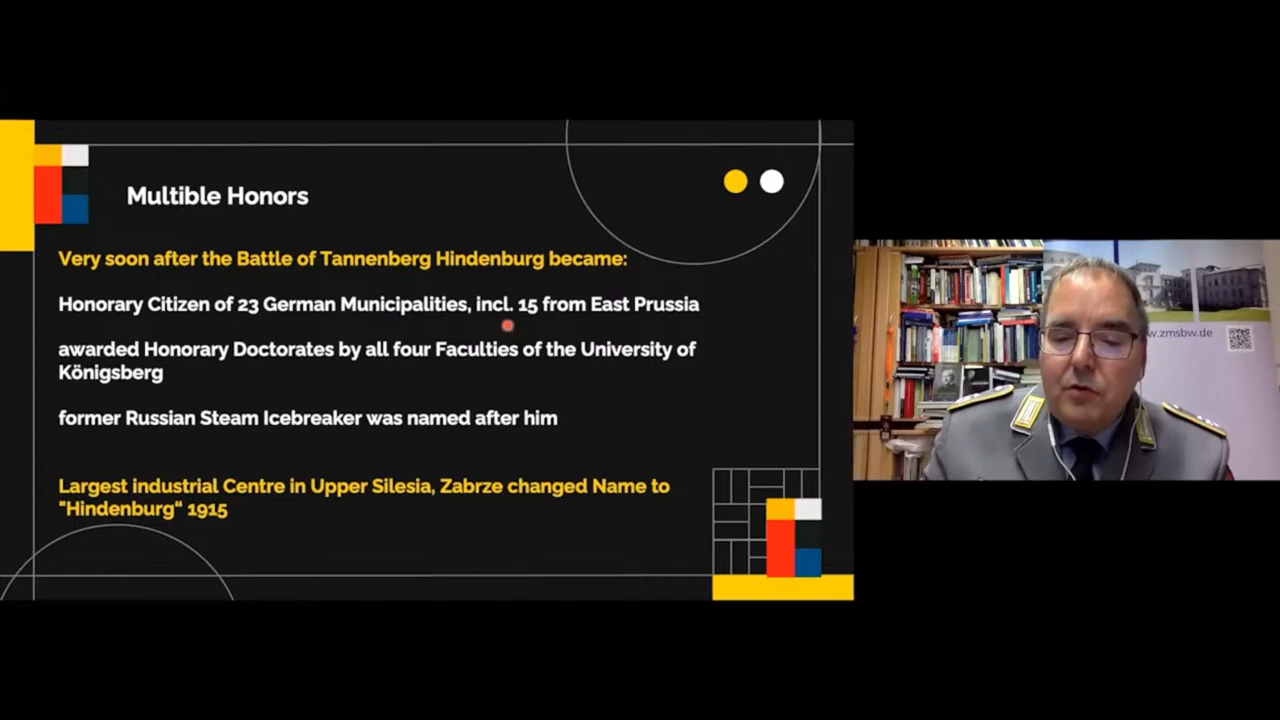 Multible Honors
Very soon after the Battle of Tannenberg Hindenburg became:
Honorary Citizen of 23 German Municipalities, incl. 15 from East Prussia
awarded Honorary Doctorates by all four Faculties of the University of
Königsberg
former Russian Steam Icebreaker was named after him
Largest industrial Centre in Upper Silesia, Zabrze changed Name to
"Hindenburg“ 1915
w.zmsbw.de